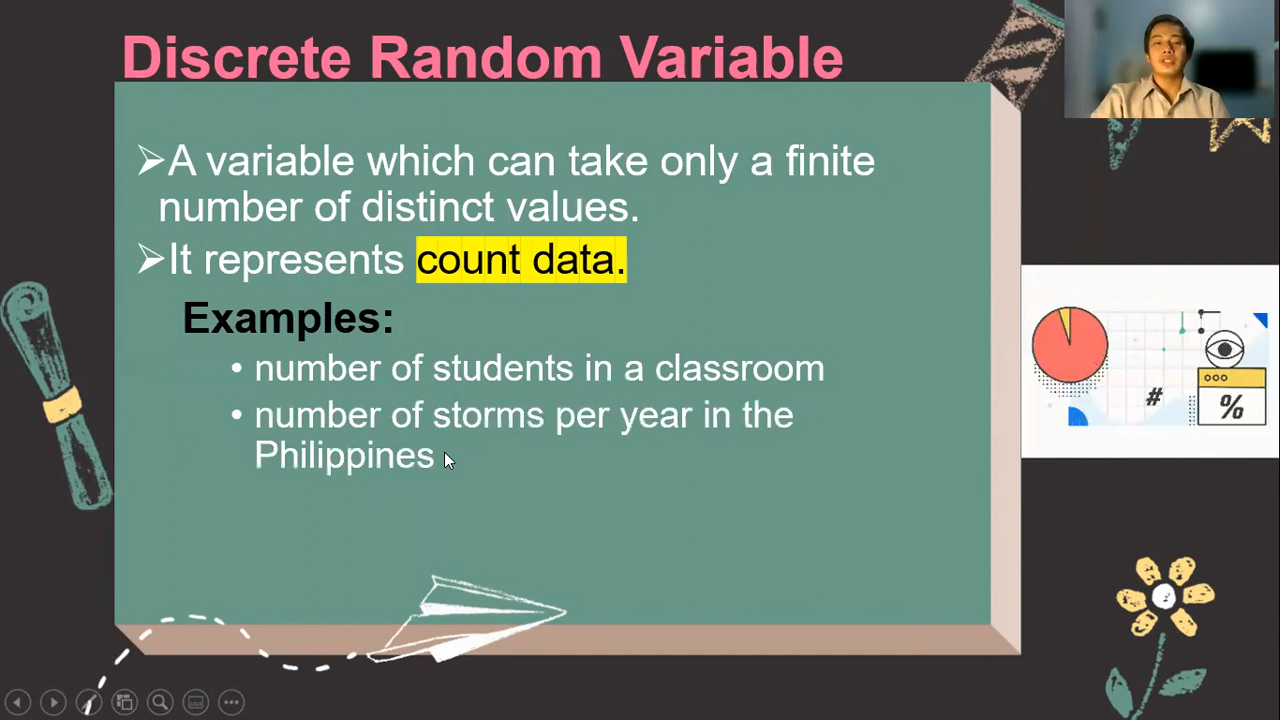 Discrete Random Variable
➢A variable which can take only a finite
number of distinct values.
➢It represents count data.
Examples:
• number of students in a classroom
• number of storms per year in the
Philippines
#
%